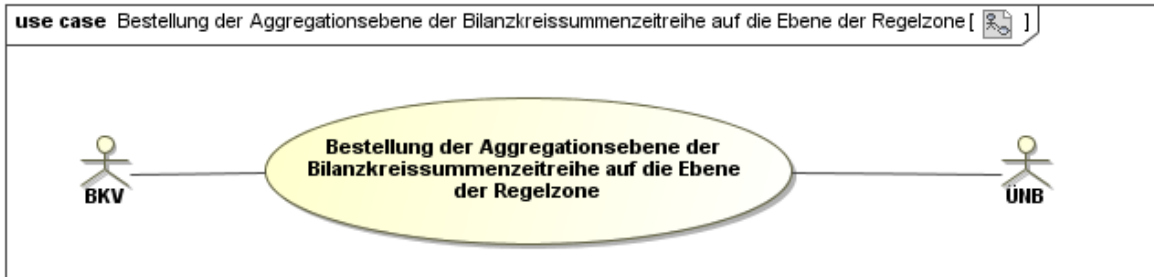 use case Bestellung der Aggregationsebene der Bilanzkreissummenzeitreihe auf die Ebene der Regelzone [ ]
Bestellung der Aggregationsebene der
Bilanzkreissummenzeitreihe auf die Ebene
der Regelzone
BKV
ÜNB